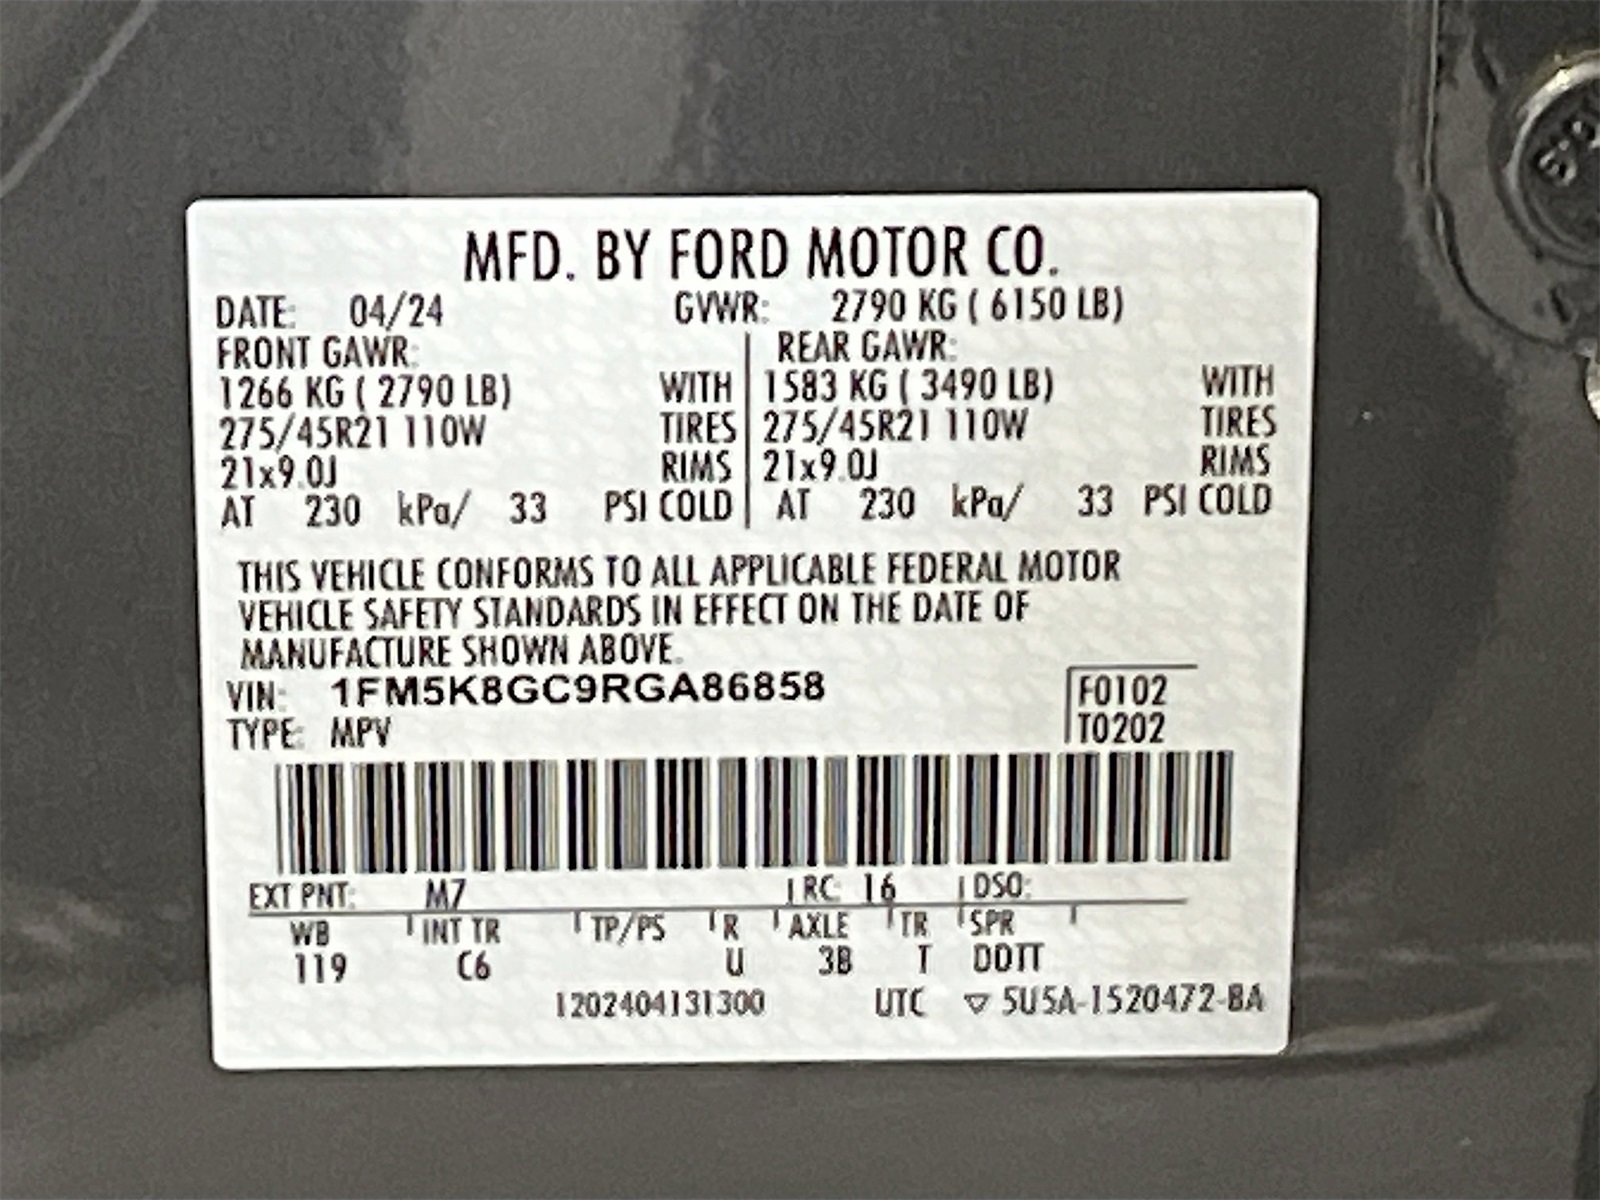 MFD. BY FORD MOTOR CO.
DATE: 04/24 GVWR: 2790 KG ( 6150 LB)
FRONT GAWR: REAR GAWR:
1266 KG ( 2790 LB) WITH 1583 KG ( 3490 LB) WITH
275/45R21 110W TIRES 275/45R21 110W TIRES
21x9.0J RIMS 21x9.0J RIMS
AT 230 kPa/ 33 PSI COLD AT 230 kPa/ 33 PSI COLD
THIS VEHICLE CONFORMS TO ALL APPLICABLE FEDERAL MOTOR
VEHICLE SAFETY STANDARDS IN EFFECT ON THE DATE OF
MANUFACTURE SHOWN ABOVE.
VIN: 1FM5K8GC9RGA86858 F0102
TYPE: MPV T0202
EXT PNT: M7 RC: 16 DSO:
WB INT TR TP/PS R AXLE TR SPR
119 C6 U 3B T DOTT
1202404131300 UTC ▽ 5U5A-1520472-BA